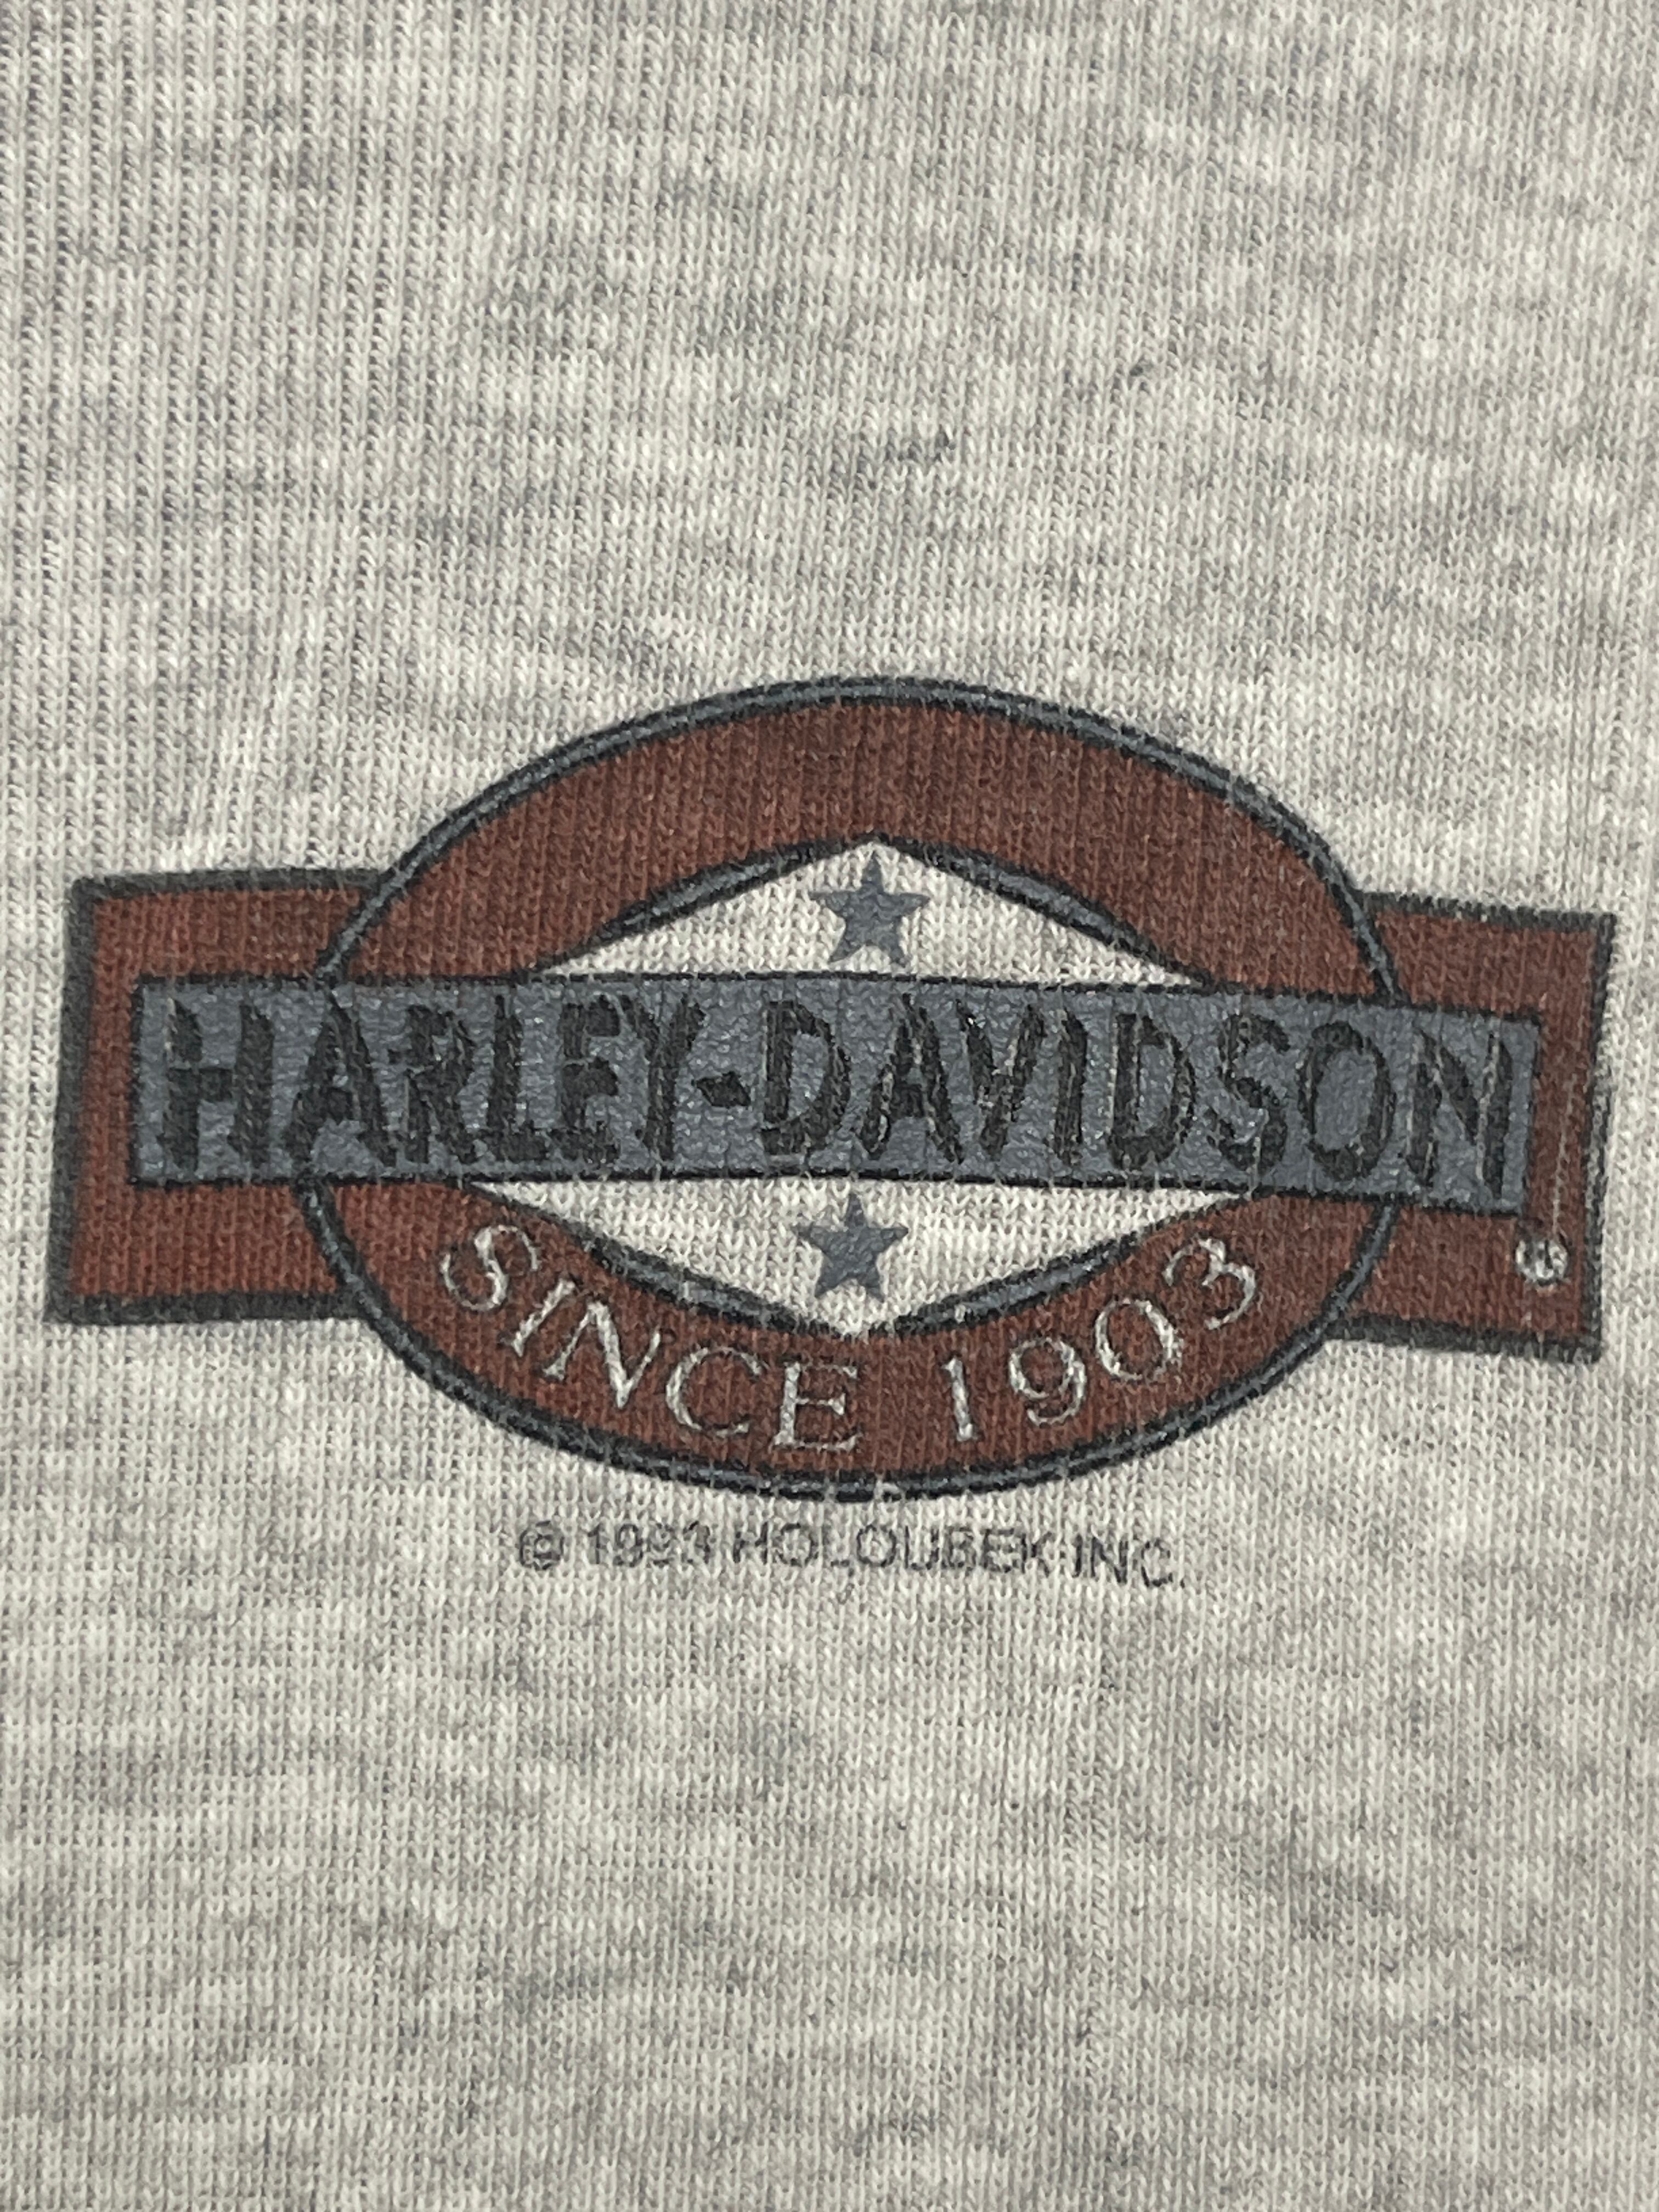 HARLEY-DAVIDSON
®
SINCE 1903
© 1993 HOLOUBEK INC.